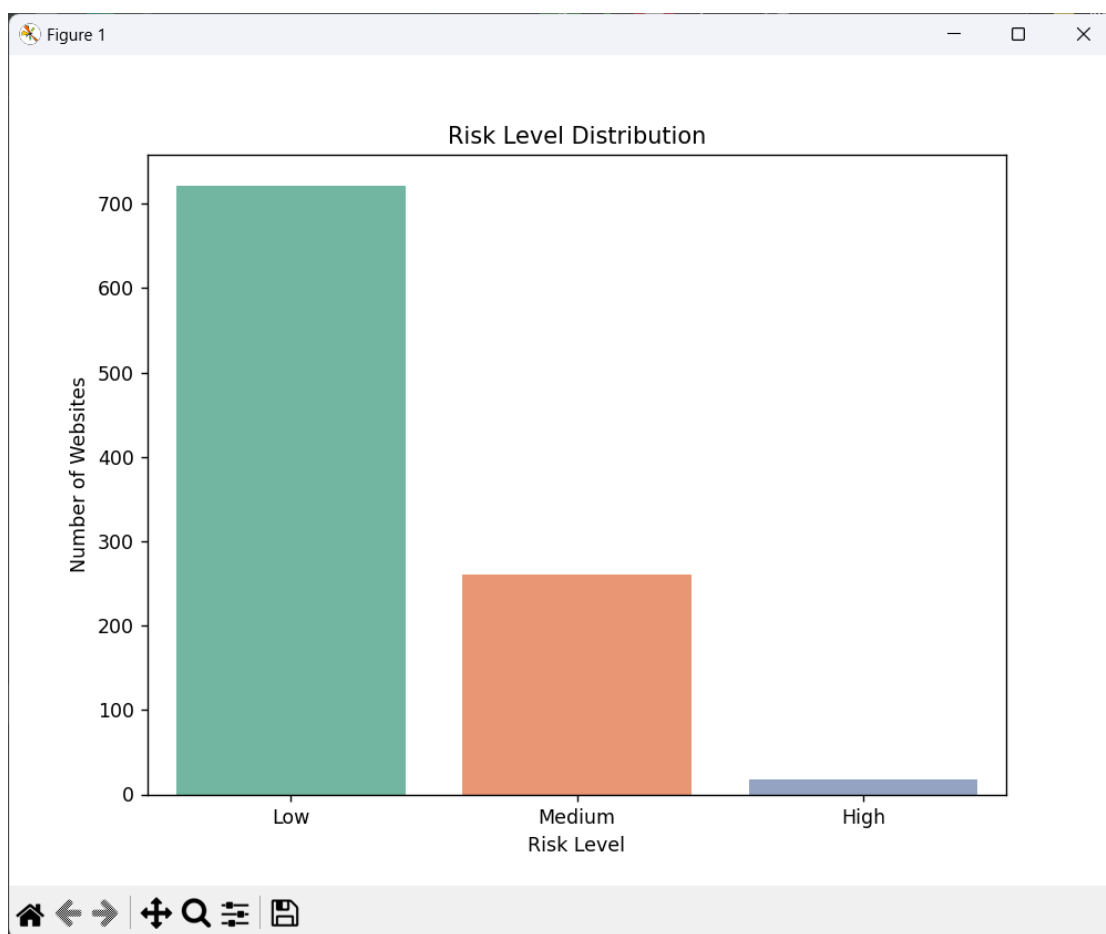 Figure 1
Risk Level Distribution
Number of Websites
700
600
500
400
300
200
100
0
Low Medium High
Risk Level